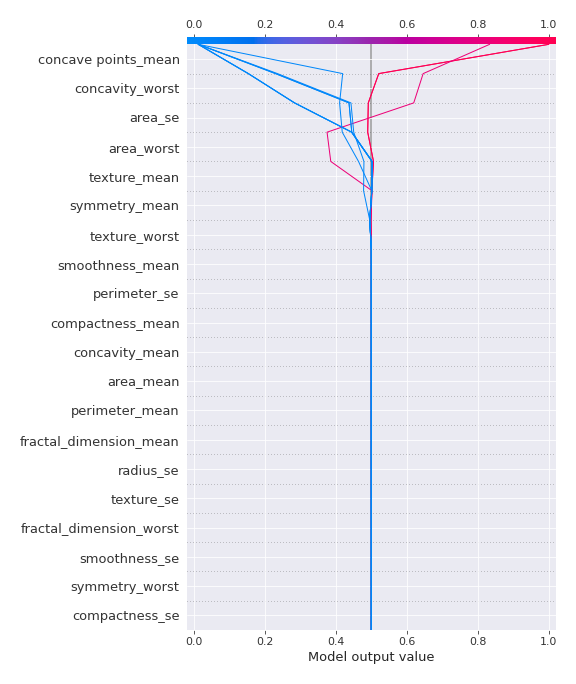 0.0 0.2 0.4 0.6 0.8 1.0
concave points_mean
concavity_worst
area_se
area_worst
texture_mean
symmetry_mean
texture_worst
smoothness_mean
perimeter_se
compactness_mean
concavity_mean
area_mean
perimeter_mean
fractal_dimension_mean
radius_se
texture_se
fractal_dimension_worst
smoothness_se
symmetry_worst
compactness_se
0.0 0.2 0.4 0.6 0.8 1.0
Model output value